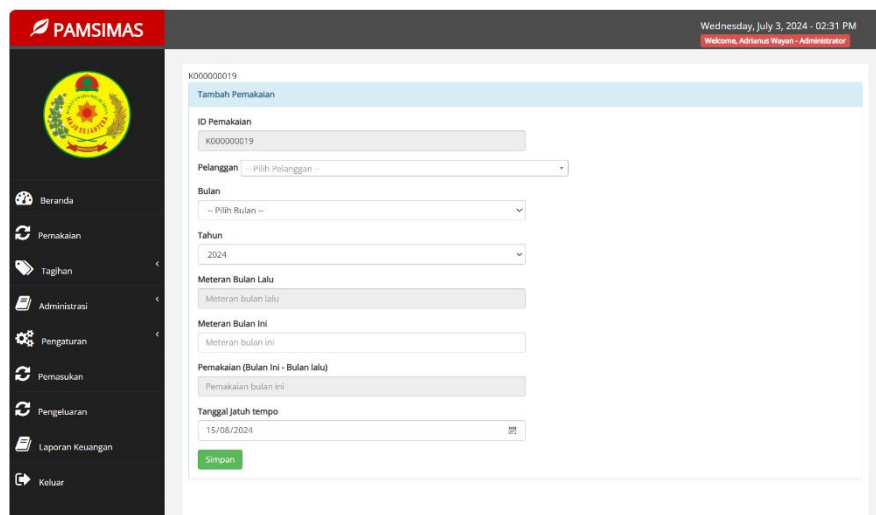 PAMSIMAS
Wednesday, July 3, 2024 - 02:31 PM
Welcome, Adrianus Wayan - Administrator
Beranda
Pemakaian
Tagihan
Administrasi
Pengaturan
Pemasukan
Pengeluaran
Laporan Keuangan
Keluar
K000000019
Tambah Pemakaian
ID Pemakaian
K000000019
Pelanggan -- Pilih Pelanggan --
Bulan
-- Pilih Bulan --
Tahun
2024
Meteran Bulan Lalu
Meteran bulan lalu
Meteran Bulan Ini
Meteran bulan ini
Pemakaian (Bulan Ini - Bulan lalu)
Pemakaian bulan ini
Tanggal Jatuh tempo
15/08/2024
Simpan